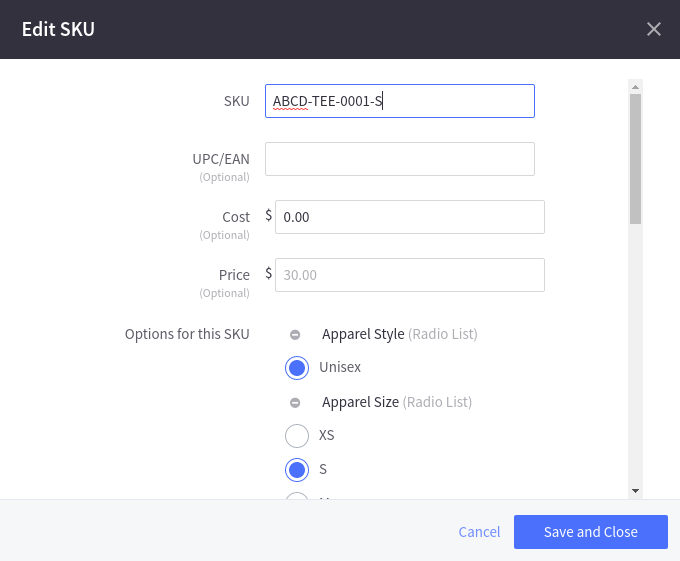 Edit SKU
SKU ABCD-TEE-0001-S
UPC/EAN
(Optional)
Cost $ 0.00
(Optional)
Price $ 30.00
(Optional)
Options for this SKU Apparel Style (Radio List)
Unisex
Apparel Size (Radio List)
XS
S
Cancel Save and Close